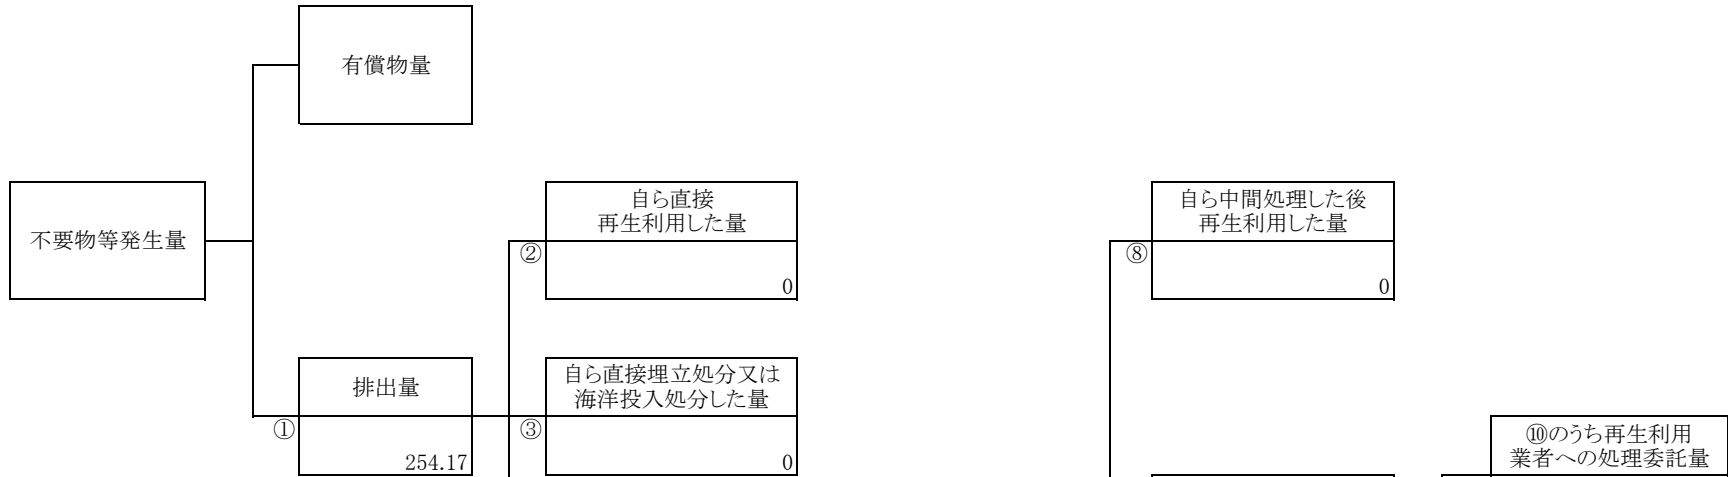 有償物量
不要物等発生量
自ら直接
再生利用した量
②
0
自ら中間処理した後
再生利用した量
⑧
0
排出量
①
254.17
自ら直接埋立処分又は
海洋投入処分した量
③
0
⑩のうち再生利用
業者への処理委託量